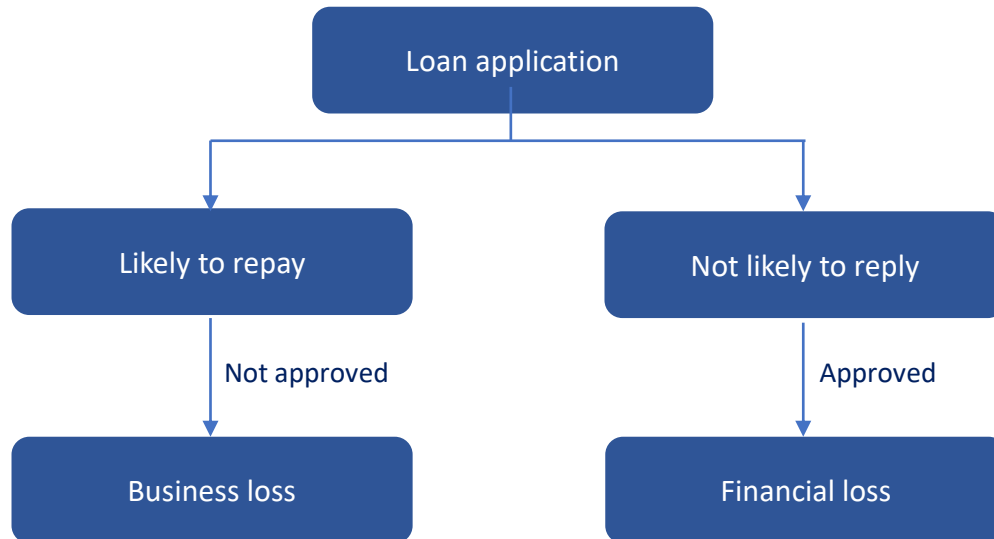 Loan application
Likely to repay
Not likely to reply
Not approved
Approved
Business loss
Financial loss